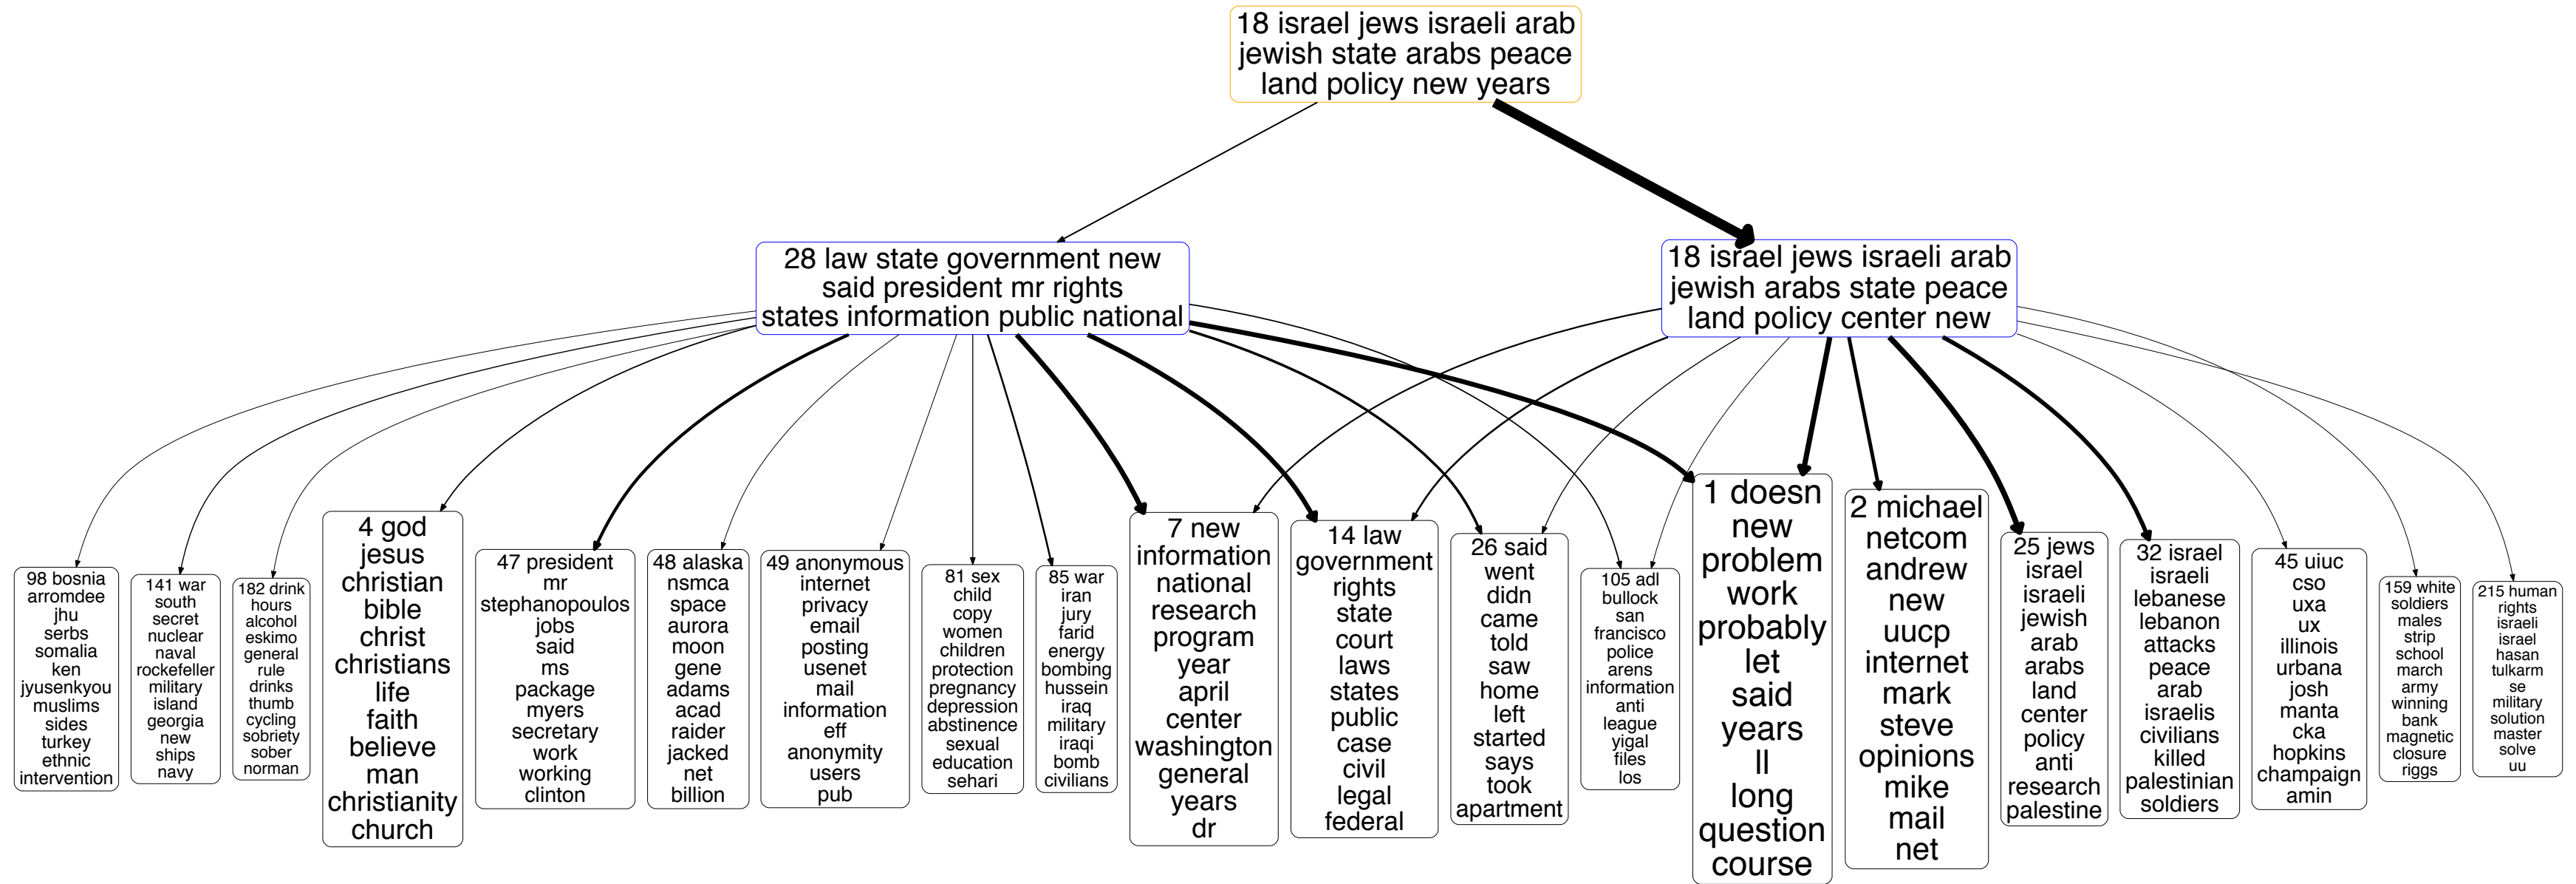 18 israel jews israeli arab
jewish state arabs peace
land policy new years
28 law state government new
said president mr rights
states information public national
18 israel jews israeli arab
jewish arabs state peace
land policy center new
98 bosnia
arromdee
jhu
serbs
somalia
ken
jyusenkyou
muslims
sides
turkey
ethnic
intervention
141 war
south
secret
nuclear
naval
rockefeller
military
island
georgia
new
ships
navy
182 drink
hours
alcohol
eskimo
general
rule
drinks
thumb
cycling
sobriety
sober
norman
4 god
jesus
christian
bible
christ
christians
life
faith
believe
man
christianity
church
47 president
mr
stephanopoulos
jobs
said
ms
package
myers
secretary
work
working
clinton
48 alaska
nsmca
space
aurora
moon
gene
adams
acad
raider
jacked
net
billion
49 anonymous
internet
privacy
email
posting
usenet
mail
information
eff
anonymity
users
pub
81 sex
child
copy
women
children
protection
pregnancy
depression
abstinence
sexual
education
sehari
85 war
iran
jury
farid
energy
bombing
hussein
iraq
military
iraqi
bomb
civilians
7 new
information
national
research
program
year
april
center
washington
general
years
dr
14 law
government
rights
state
court
laws
states
public
case
civil
legal
federal
26 said
went
didn
came
told
saw
home
left
started
says
took
apartment
105 adl
bullock
san
francisco
police
arens
information
anti
league
yigal
files
los
1 doesn
new
problem
work
probably
let
said
years
ll
long
question
course
2 michael
netcom
andrew
new
uucp
internet
mark
steve
opinions
mike
mail
net
25 jews
israel
israeli
jewish
arab
arabs
land
center
policy
anti
research
palestine
32 israel
israeli
lebanese
lebanon
attacks
peace
arab
israelis
civilians
killed
palestinian
soldiers
45 uiuc
cso
uxa
ux
illinois
urbana
josh
manta
cka
hopkins
champaign
amin
159 white
soldiers
males
strip
school
march
army
winning
bank
magnetic
closure
riggs
215 human
rights
israeli
israel
hasan
tulkarm
se
military
solution
master
solve
uu